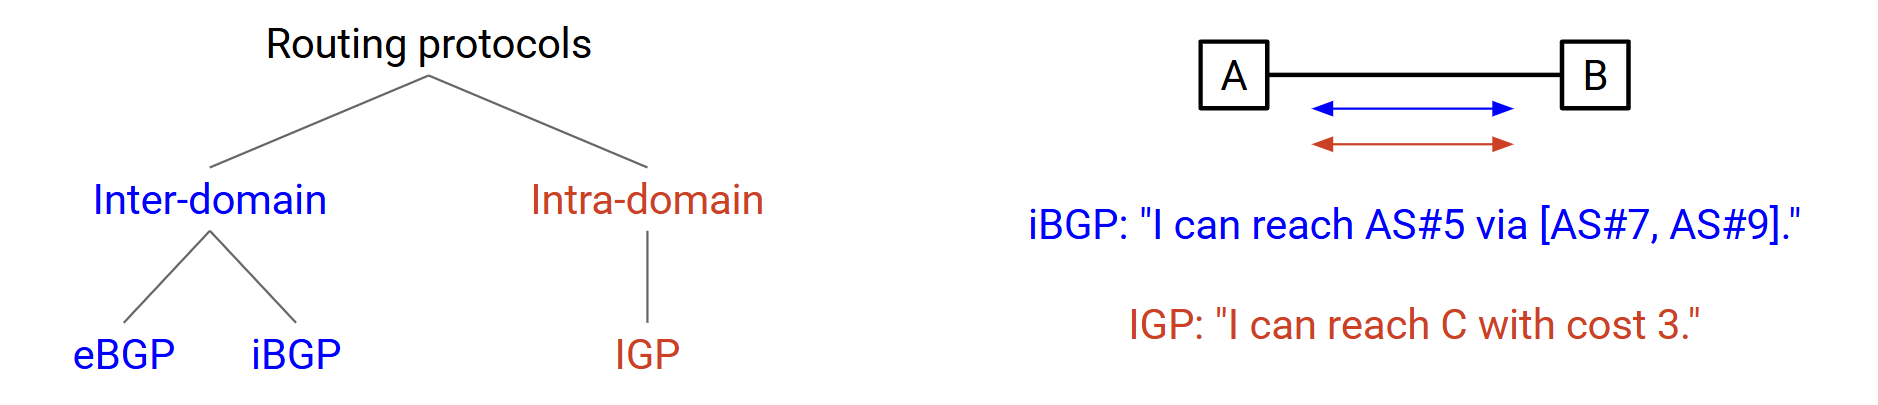 Routing protocols
Inter-domain
Intra-domain
eBGP
iBGP
IGP
A
B
iBGP: "I can reach AS#5 via [AS#7, AS#9]."
IGP: "I can reach C with cost 3."